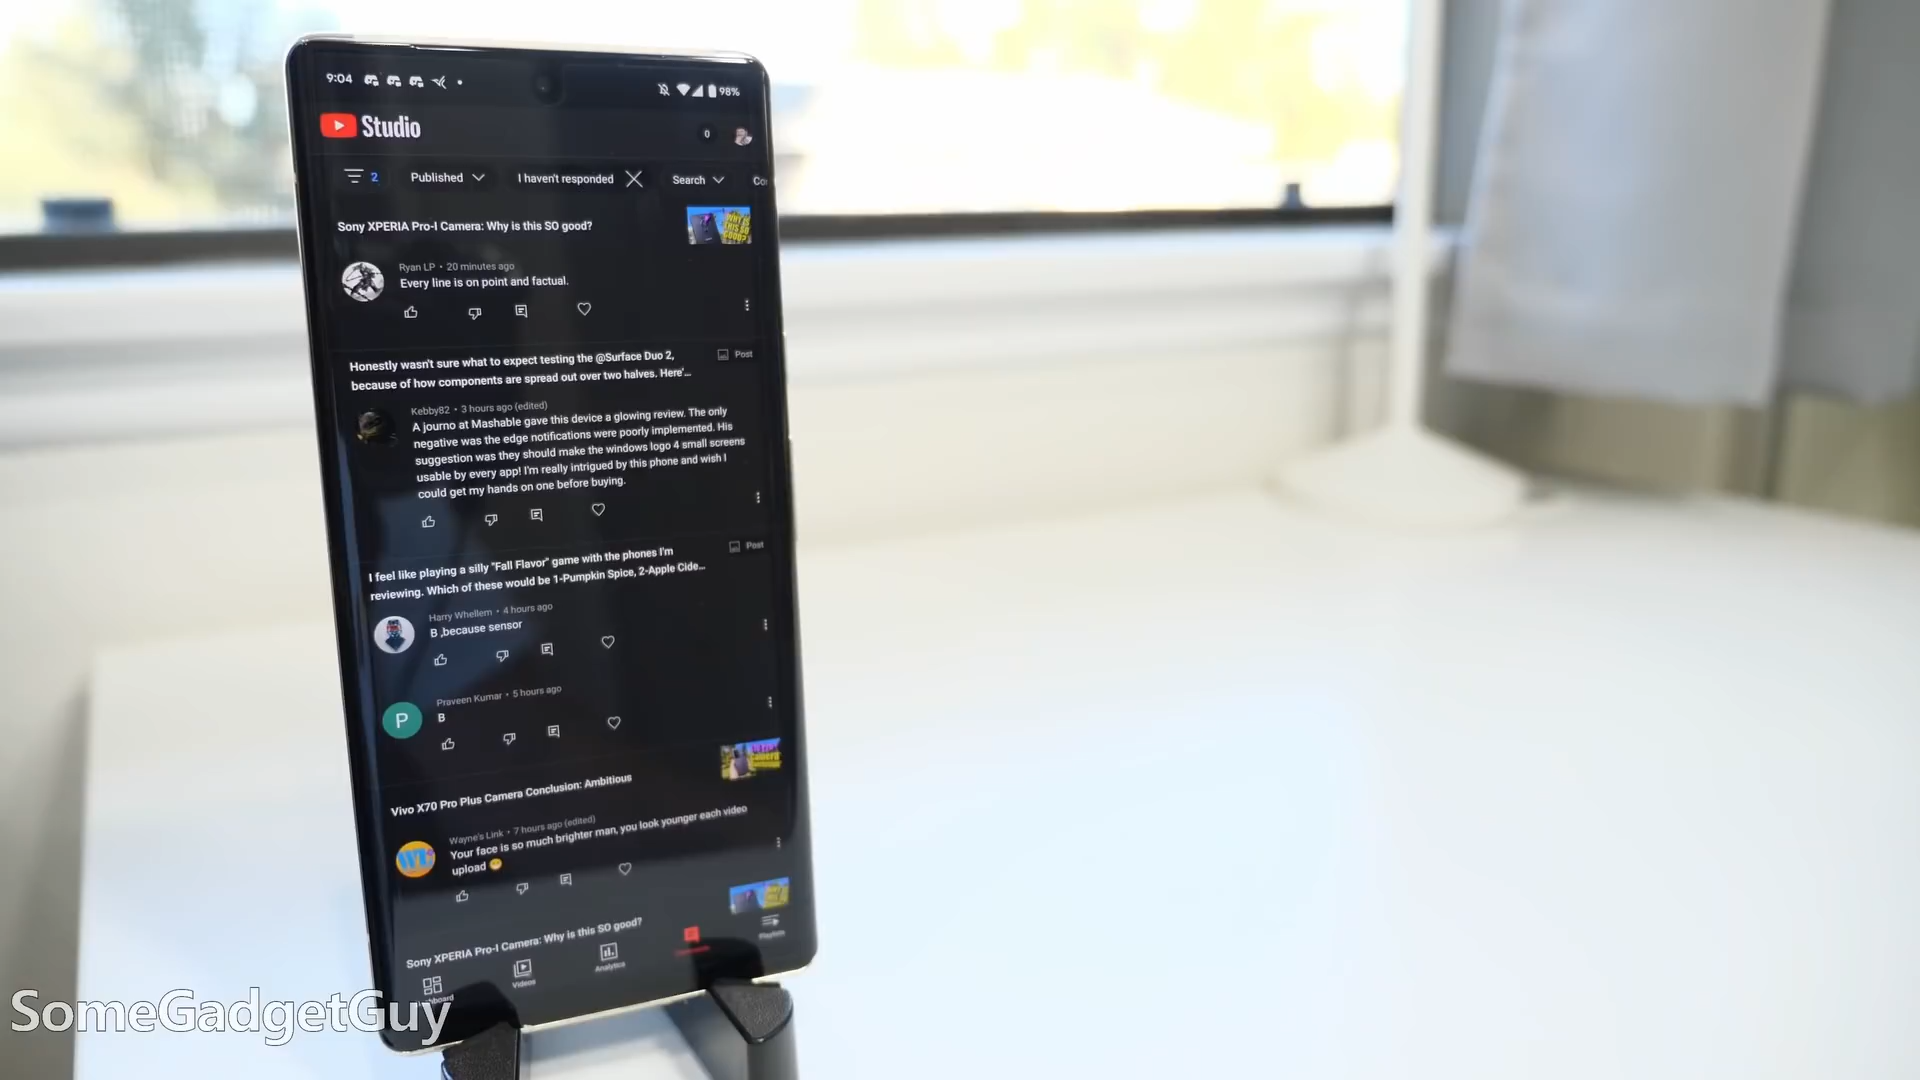 9:04
98%
Studio
0
2
Published
I haven't responded
Search
Co
Sony XPERIA Pro-I Camera: Why is this SO good?
WHY IS THIS SO GOOD?
Ryan LP • 20 minutes ago
Every line is on point and factual.
Honestly wasn't sure what to expect testing the @Surface Duo 2,
because of how components are spread out over two halves. Here'...
Post
Kebby82 • 3 hours ago (edited)
A journo at Mashable gave this device a glowing review. The only
negative was the edge notifications were poorly implemented. His
suggestion was they should make the windows logo 4 small screens
usable by every app! I'm really intrigued by this phone and wish I
could get my hands on one before buying.
I feel like playing a silly "Fall Flavor" game with the phones I'm
reviewing. Which of these would be 1-Pumpkin Spice, 2-Apple Cide...
Post
Harry Whellem • 4 hours ago
B ,because sensor
Praveen Kumar • 5 hours ago
P
B
Vivo X70 Pro Plus Camera Conclusion: Ambitious
Wayne's Link • 7 hours ago (edited)
Your face is so much brighter man, you look younger each video
upload 😁
Sony XPERIA Pro-I Camera: Why is this SO good?
Videos
Analytics
Comments
Playlists
SomeGadgetGuy